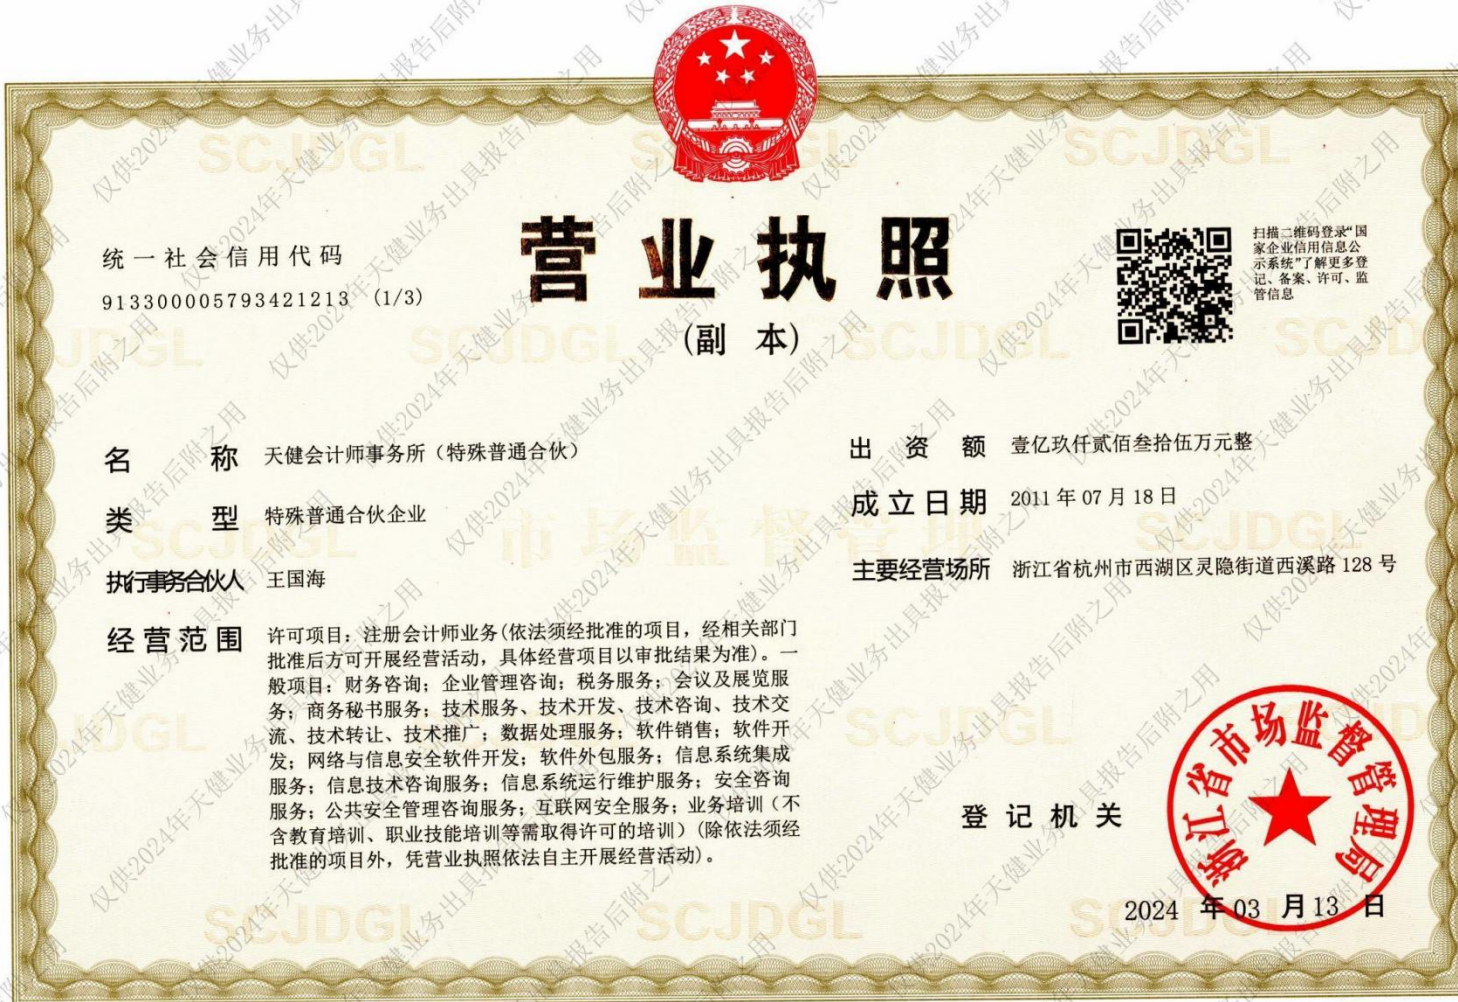 营业执照
（副 本）
统一社会信用代码
913300005793421213 (1/3)
扫描二维码登录“国
家企业信用信息公
示系统”了解更多登
记、备案、许可、监
管信息
名 称 天健会计师事务所（特殊普通合伙）
类 型 特殊普通合伙企业
执行事务合伙人 王国海
经营范围 许可项目：注册会计师业务(依法须经批准的项目，经相关部门
批准后方可开展经营活动，具体经营项目以审批结果为准)。一
般项目：财务咨询；企业管理咨询；税务服务；会议及展览服
务；商务秘书服务；技术服务、技术开发、技术咨询、技术交
流、技术转让、技术推广；数据处理服务；软件销售；软件开
发；网络与信息安全软件开发；软件外包服务；信息系统集成
服务；信息技术咨询服务；信息系统运行维护服务；安全咨询
服务；公共安全管理咨询服务；互联网安全服务；业务培训（不
含教育培训、职业技能培训等需取得许可的培训）(除依法须经
批准的项目外，凭营业执照依法自主开展经营活动)。
出 资 额 壹亿玖仟贰佰叁拾伍万元整
成立日期 2011 年 07 月 18 日
主要经营场所 浙江省杭州市西湖区灵隐街道西溪路 128 号
登记机关
浙江省市场监督管理局
2024 年 03 月 13 日
市场监督管理
SCJDGL
仅供2024年天健业务出具报告后附之用